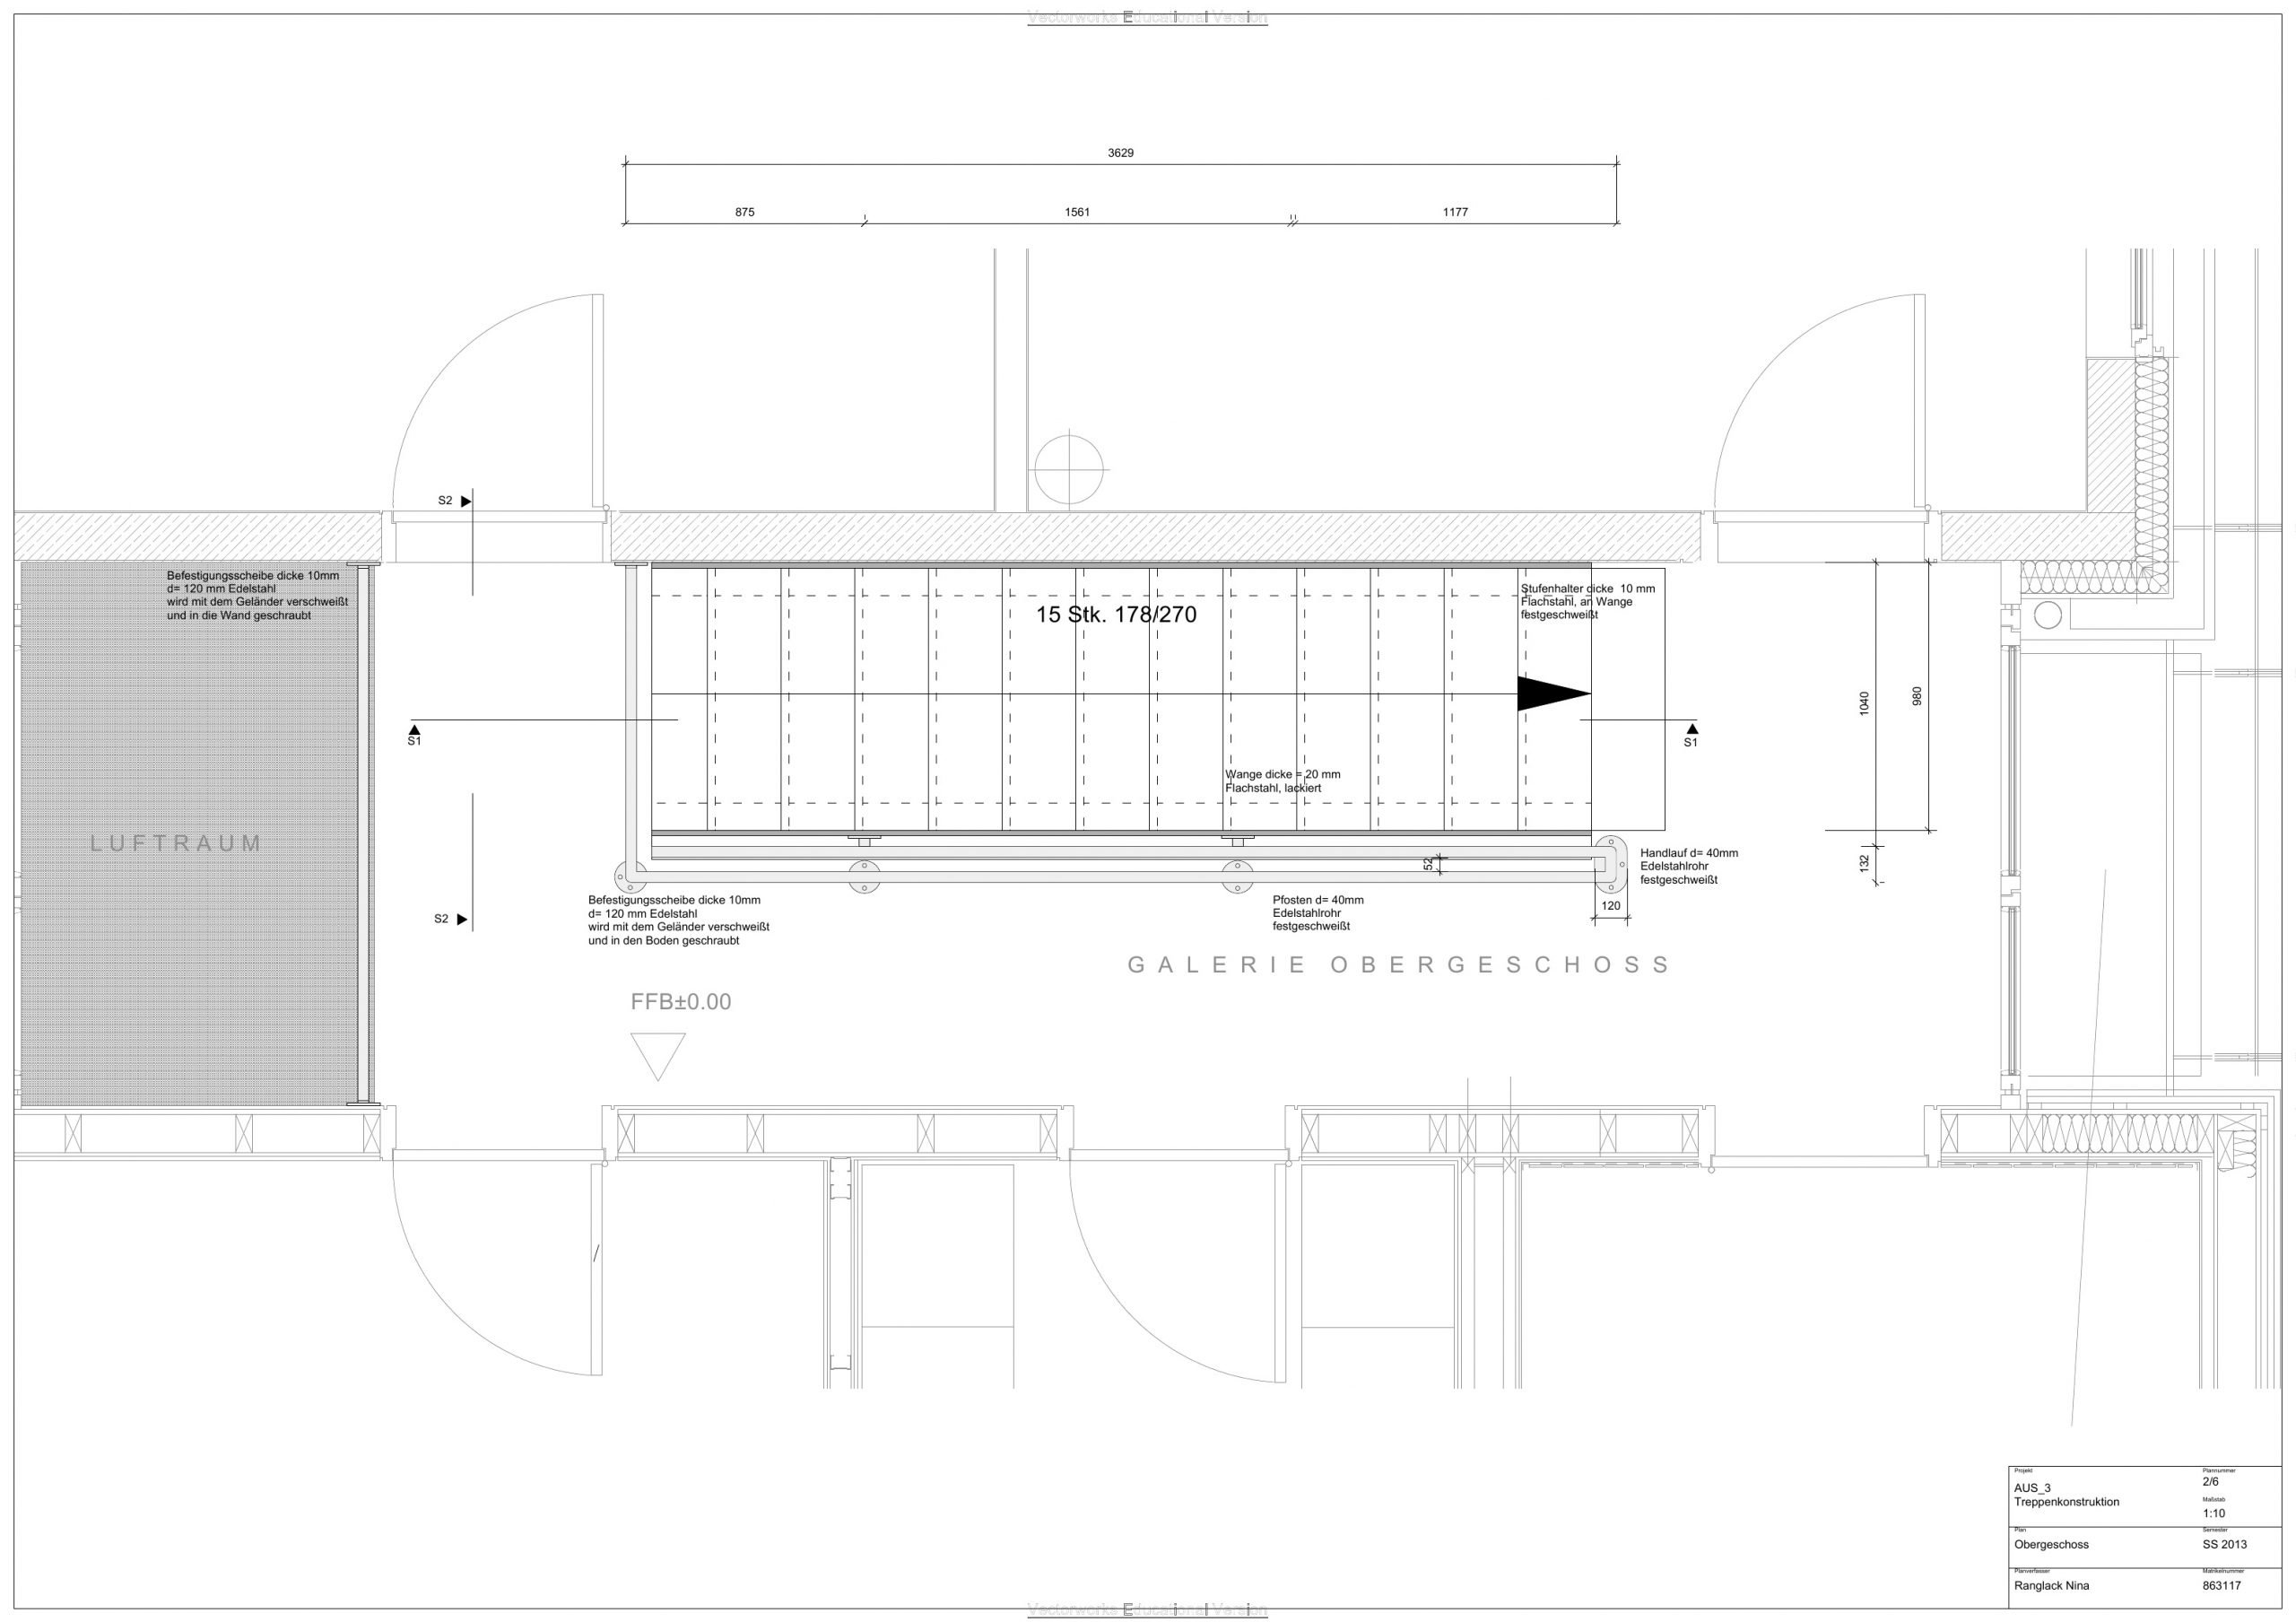 Vectorworks Educational Version
3629
875
1561
1177
S2
Befestigungsscheibe dicke 10mm
d= 120 mm Edelstahl
wird mit dem Geländer verschweißt
und in die Wand geschraubt
15 Stk. 178/270
Stufenhalter dicke 10 mm
Flachstahl, an Wange
festgeschweißt
1040
980
S1
S1
Wange dicke = 20 mm
Flachstahl, lackiert
LUFTRAUM
52
Handlauf d= 40mm
Edelstahlrohr
festgeschweißt
132
S2
Befestigungsscheibe dicke 10mm
d= 120 mm Edelstahl
wird mit dem Geländer verschweißt
und in den Boden geschraubt
Pfosten d= 40mm
Edelstahlrohr
festgeschweißt
120
GALERIE OBERGESCHOSS
FFB±0.00
Projekt
AUS_3
Treppenkonstruktion
Plannummer
2/6
Maßstab
1:10
Plan
Obergeschoss
Semester
SS 2013
Planverfasser
Ranglack Nina
Matrikelnummer
863117
Vectorworks Educational Version